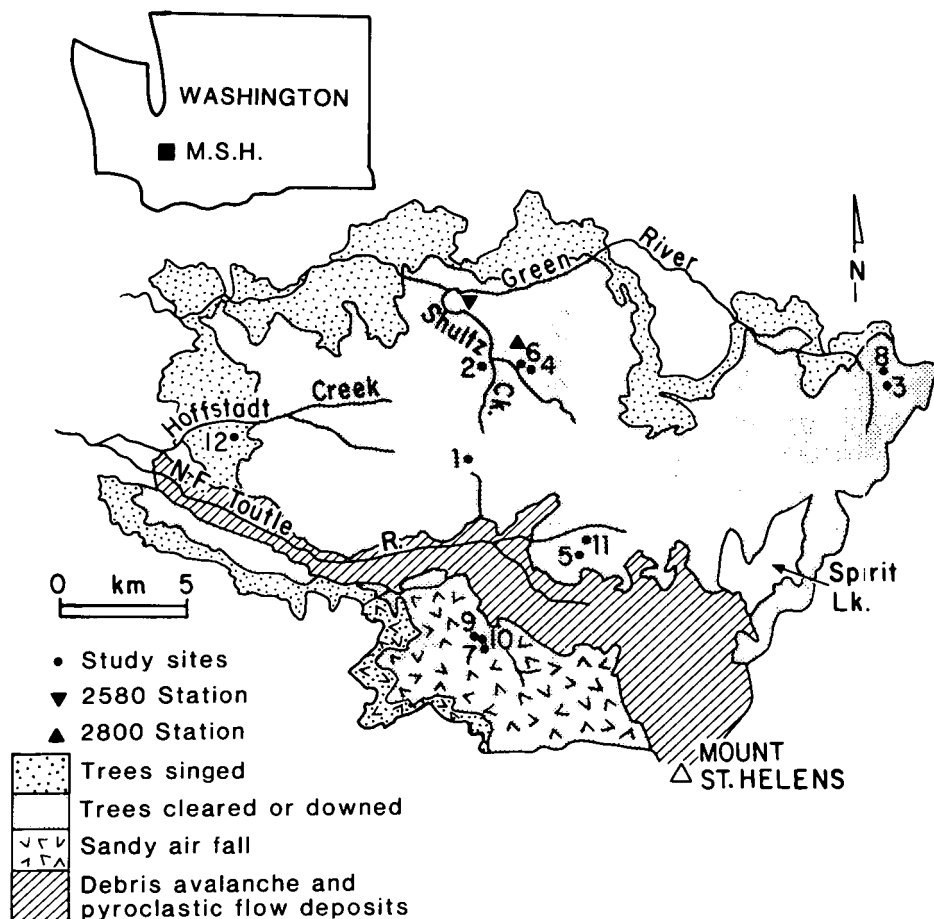 WASHINGTON
M.S.H.
N
Green River
Shultz Ck.
6
4
2
8
3
Hoffstadt Creek
12
1
N.F. Toutle R.
11
5
Spirit
Lk.
0 km 5
9
10
7
Study sites
2580 Station
2800 Station
Trees singed
Trees cleared or downed
Sandy air fall
Debris avalanche and
pyroclastic flow deposits
MOUNT
ST. HELENS